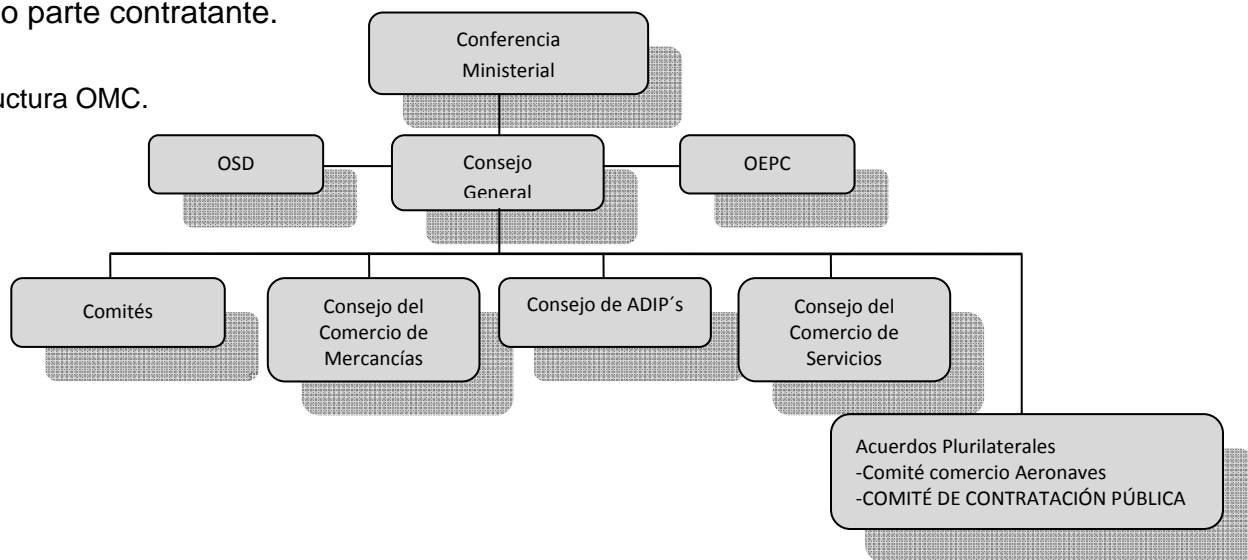 o parte contratante.
uctura OMC.
Conferencia
Ministerial
OSD
Consejo
General
OEPC
Comités
Consejo del
Comercio de
Mercancías
Consejo de ADIP´s
Consejo del
Comercio de
Servicios
Acuerdos Plurilaterales
-Comité comercio Aeronaves
-COMITÉ DE CONTRATACIÓN PÚBLICA